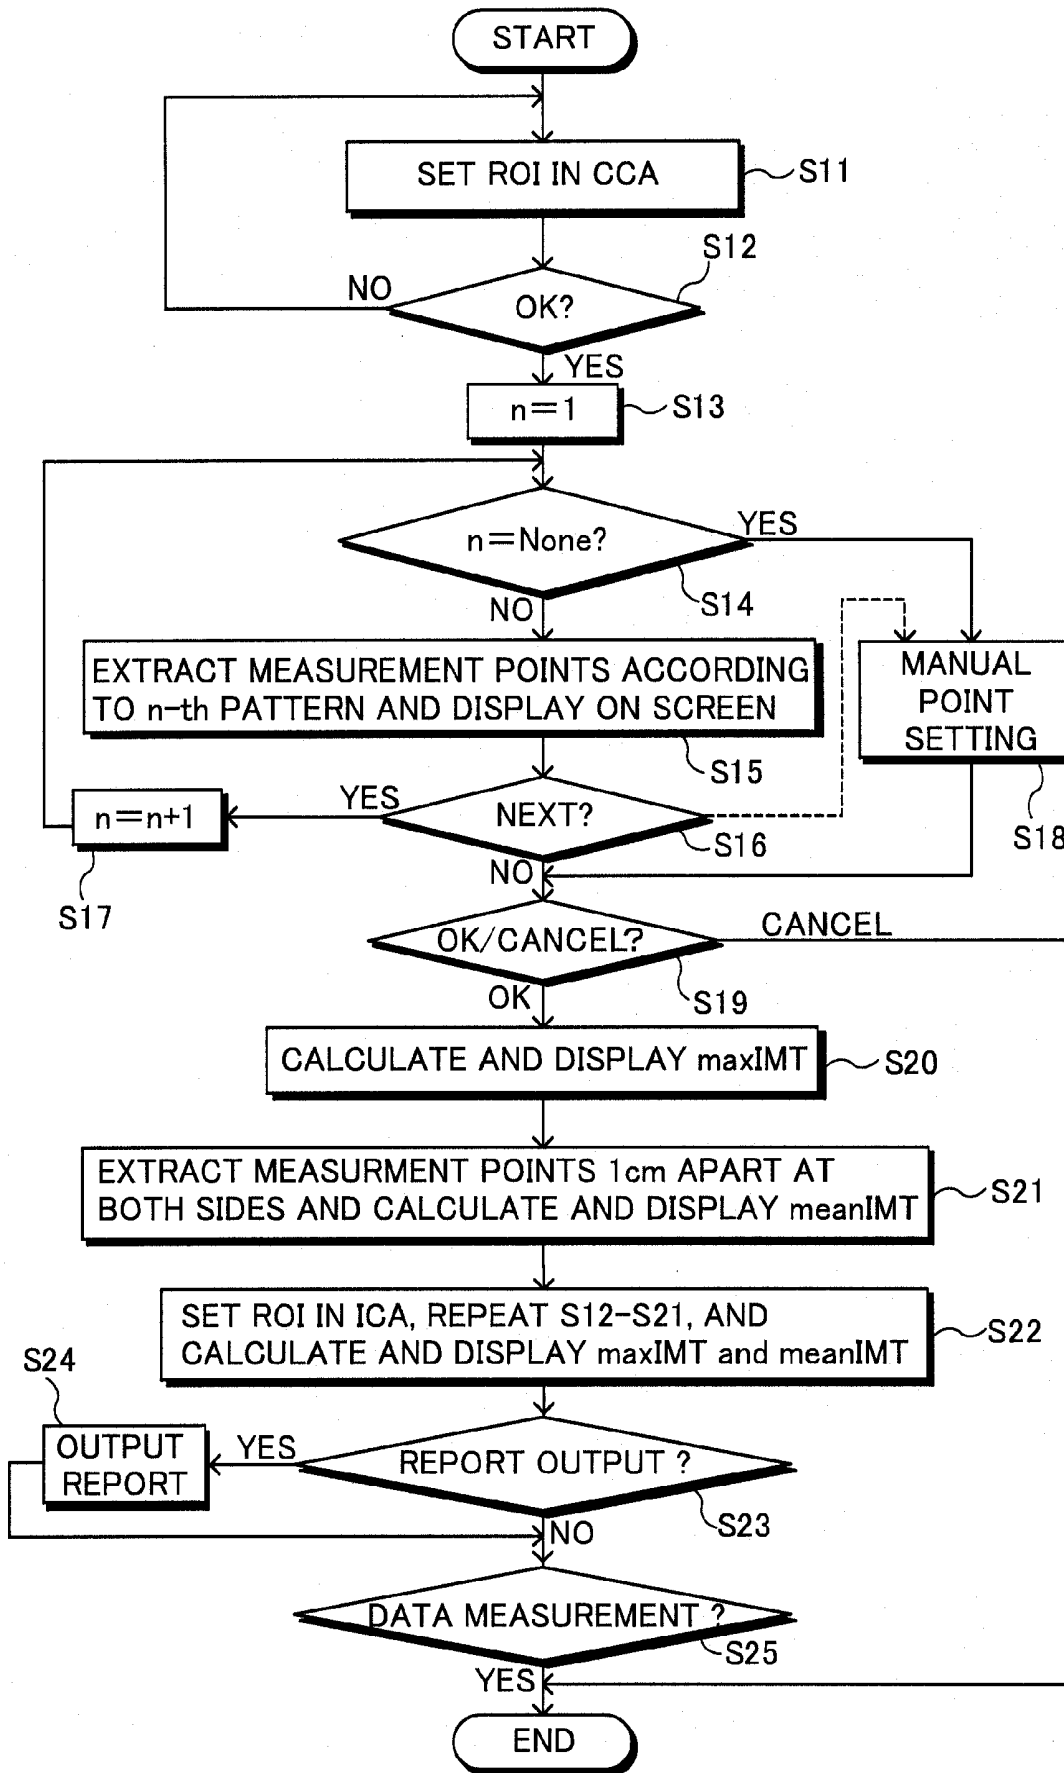 START
SET ROI IN CCA
S11
S12
NO
OK?
YES
n=1
S13
n=None?
YES
S14
NO
EXTRACT MEASUREMENT POINTS ACCORDING
TO n-th PATTERN AND DISPLAY ON SCREEN
MANUAL
POINT
SETTING
S15
YES
n=n+1
NEXT?
S16
S18
NO
S17
OK/CANCEL?
CANCEL
S19
OK
CALCULATE AND DISPLAY maxIMT
S20
EXTRACT MEASURMENT POINTS 1cm APART AT
BOTH SIDES AND CALCULATE AND DISPLAY meanIMT
S21
SET ROI IN ICA, REPEAT S12-S21, AND
CALCULATE AND DISPLAY maxIMT and meanIMT
S22
S24
OUTPUT
REPORT
YES
REPORT OUTPUT ?
S23
NO
DATA MEASUREMENT ?
S25
YES
END